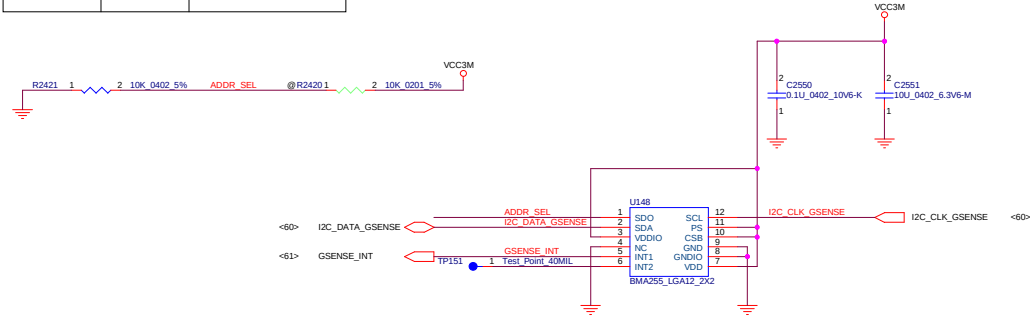 VCC3M
VCC3M
R2421 1 2 10K_0402_5% ADDR_SEL @R2420 1 2 10K_0201_5%
2 2
C2550 C2551
0.1U_0402_10V6-K 10U_0402_6.3V6-M
1 1
U148
ADDR_SEL 1 SDO SCL 12 I2C_CLK_GSENSE
<60> I2C_DATA_GSENSE I2C_DATA_GSENSE 2 SDA PS 11 I2C_CLK_GSENSE <60>
3 VDDIO CSB 10
4 NC GND 9
<61> GSENSE_INT GSENSE_INT 5 INT1 GNDIO 8
TP151 1 Test_Point_40MIL 6 INT2 VDD 7
BMA255_LGA12_2X2